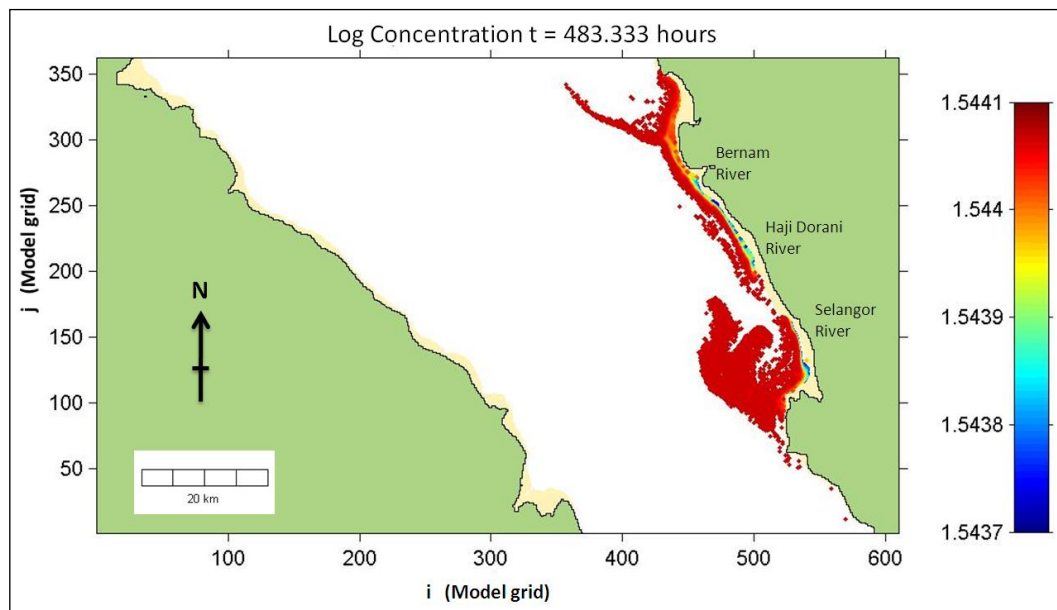 Log Concentration t = 483.333 hours
350
300
250
200
150
100
50
j (Model grid)
100
200
300
400
500
600
i (Model grid)
N
20 km
Bernam
River
Haji Dorani
River
Selangor
River
1.5441
1.544
1.5439
1.5438
1.5437